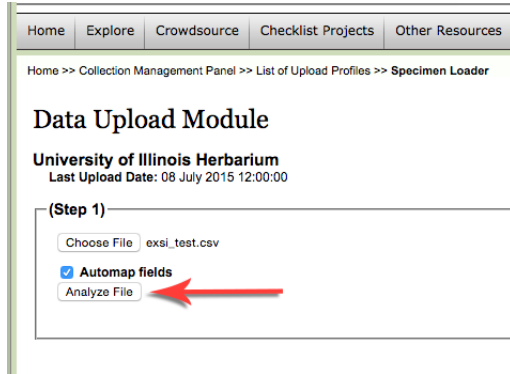 Home Explore Crowdsource Checklist Projects Other Resources
Home >> Collection Management Panel >> List of Upload Profiles >> Specimen Loader
Data Upload Module
University of Illinois Herbarium
Last Upload Date: 08 July 2015 12:00:00
(Step 1)
Choose File exsi_test.csv
Automap fields
Analyze File